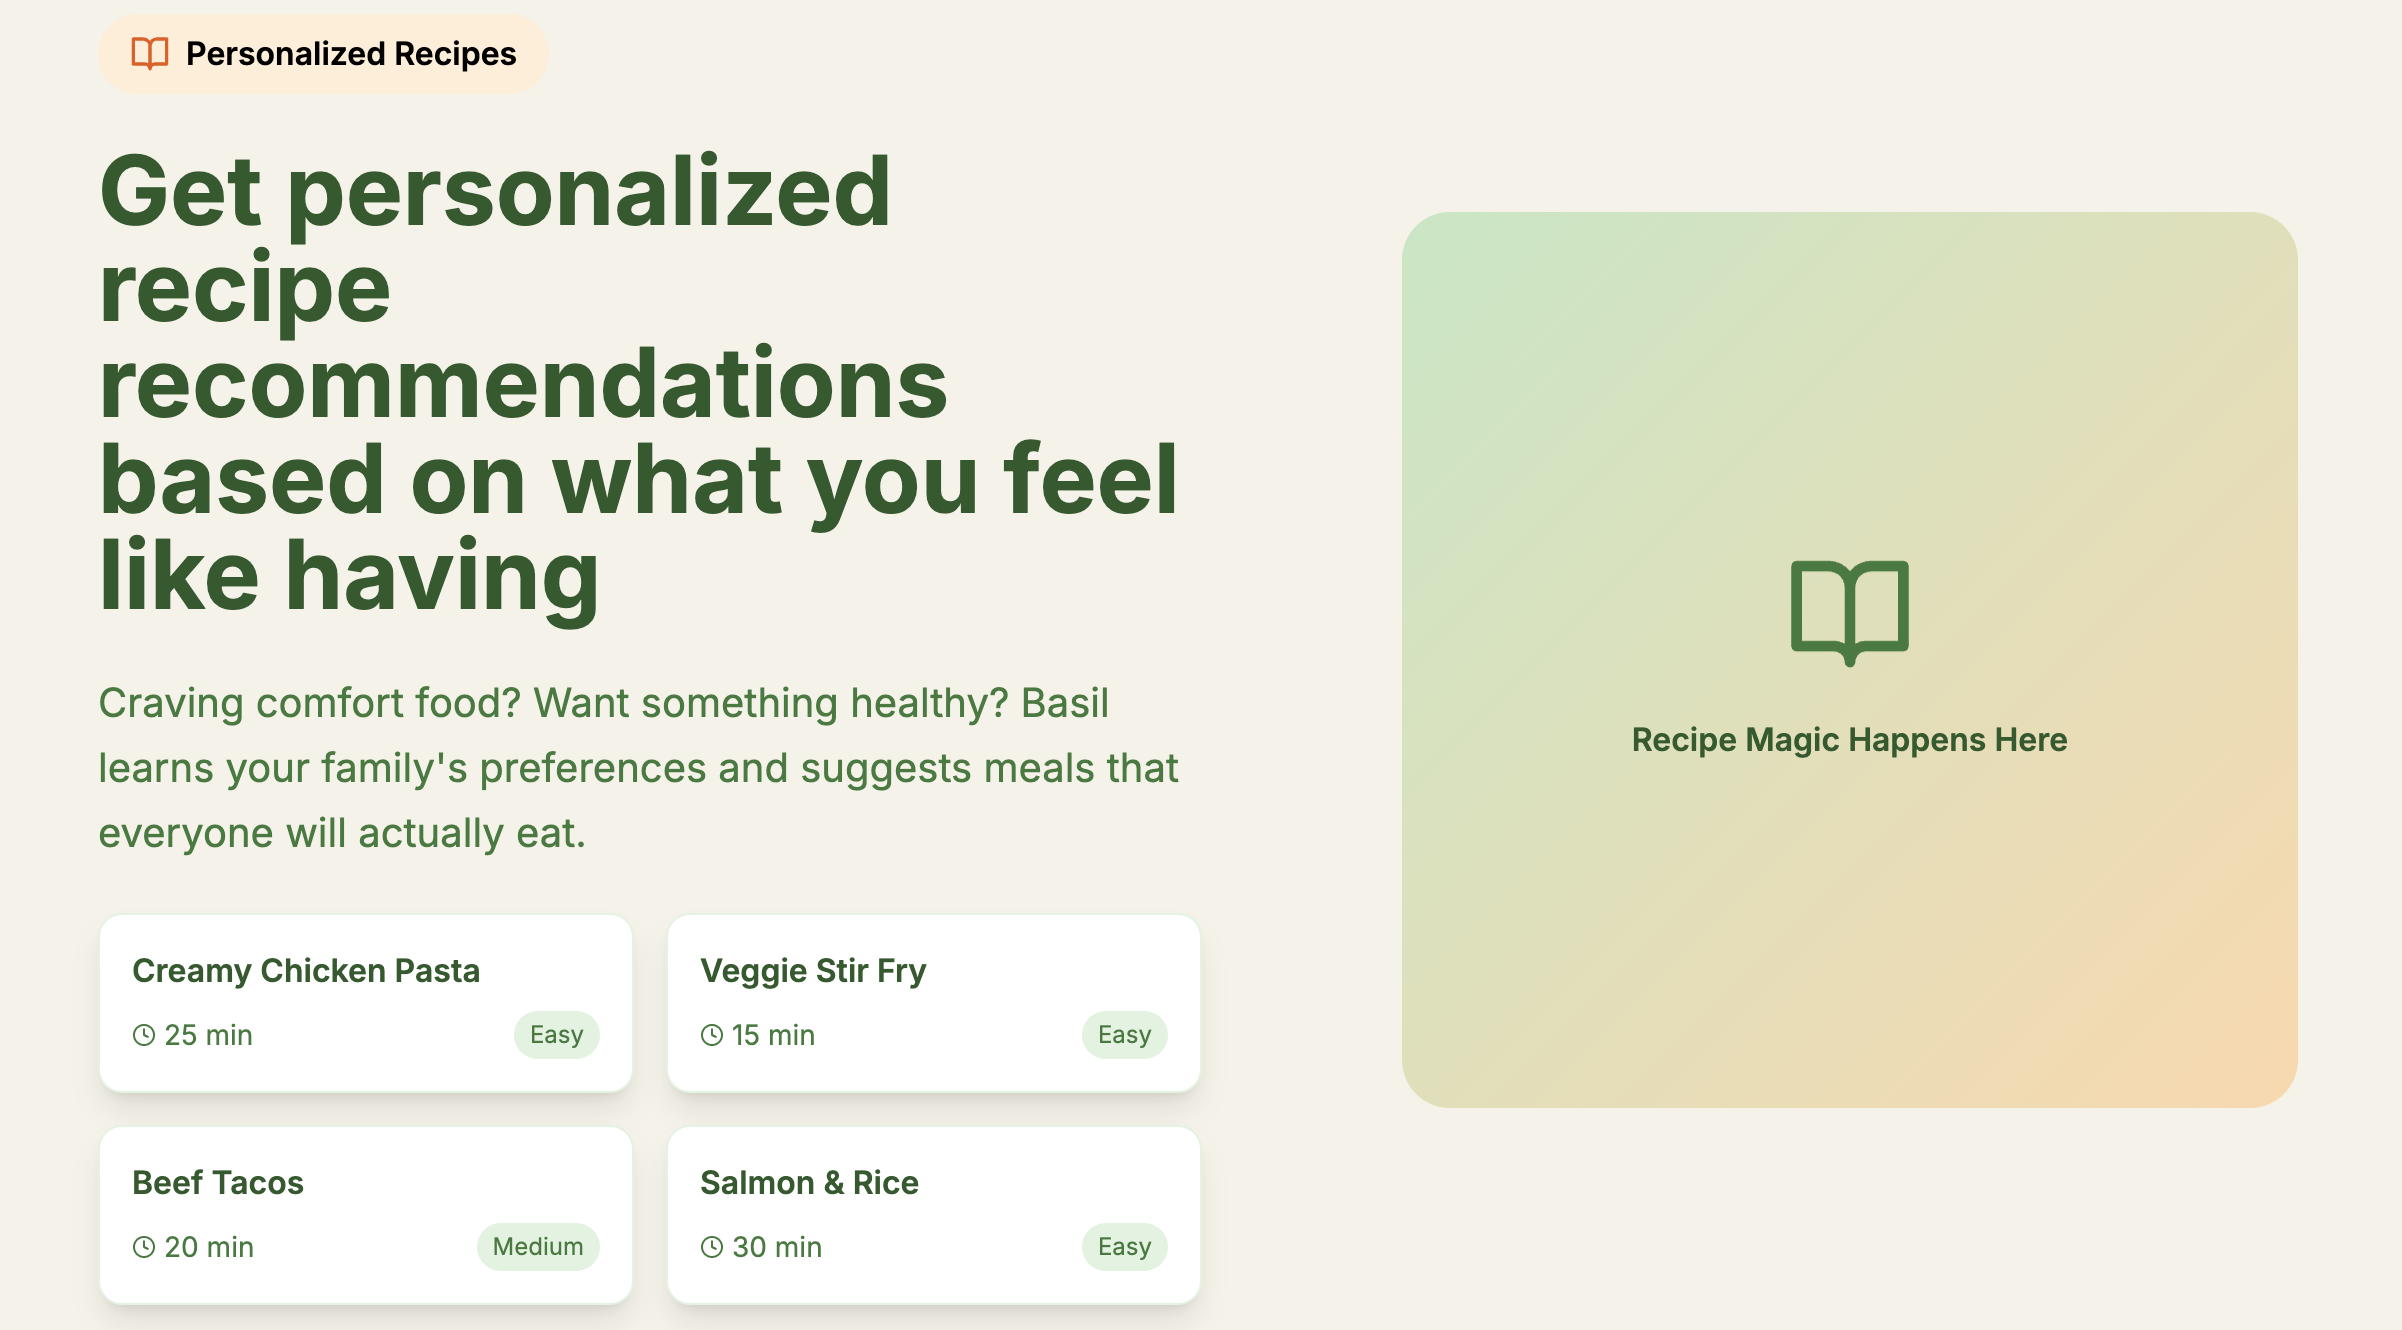 Personalized Recipes
Get personalized
recipe
recommendations
based on what you feel
like having
Craving comfort food? Want something healthy? Basil
learns your family's preferences and suggests meals that
everyone will actually eat.
Creamy Chicken Pasta
25 min
Easy
Veggie Stir Fry
15 min
Easy
Beef Tacos
20 min
Medium
Salmon & Rice
30 min
Easy
Recipe Magic Happens Here